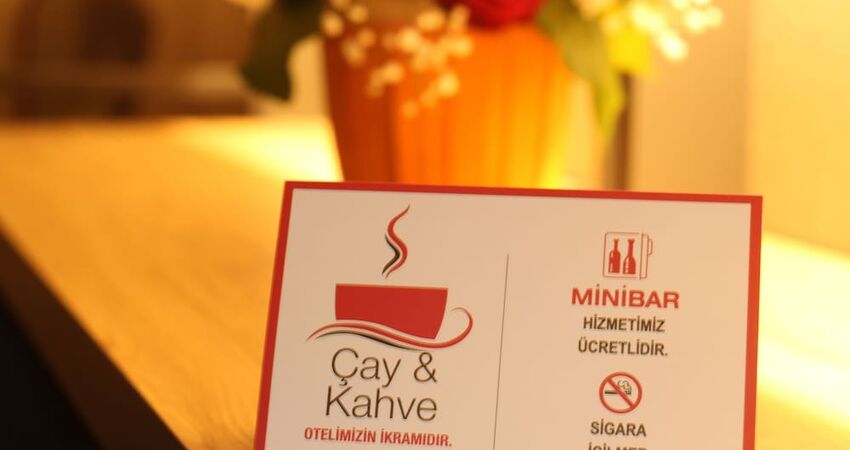 Çay &
Kahve
OTELİMİZİN İKRAMIDIR.
MİNİBAR
HİZMETİMİZ
ÜCRETLİDİR.
SİGARA